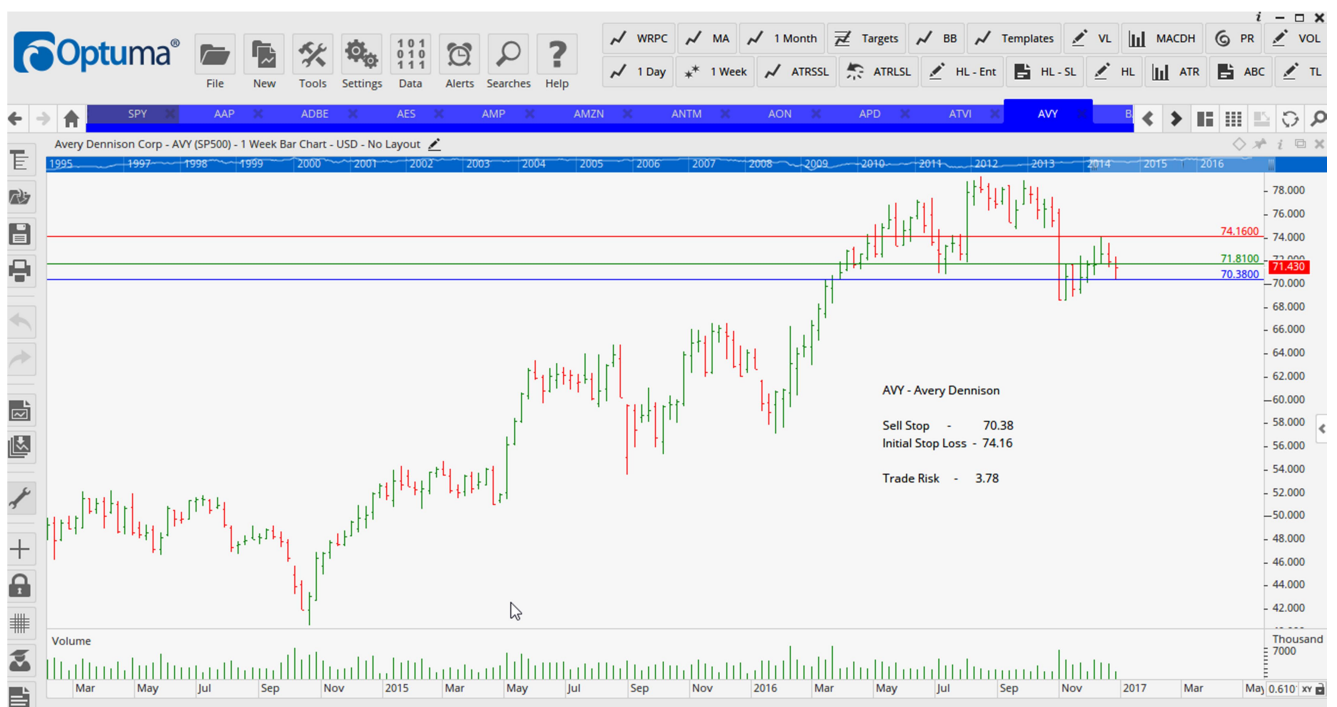 i
Optuma®
File New Tools Settings Data Alerts Searches Help
WRPC MA 1 Month Targets BB Templates VL MACDH PR VOL
1 Day 1 Week ATRSSL ATRLSL HL - Ent HL - SL HL ATR ABC TL
SPY AAP ADBE AES AMP AMZN ANTM AON APD ATVI AVY
Avery Dennison Corp - AVY (SP500) - 1 Week Bar Chart - USD - No Layout
1995 1997 1998 1999 2000 2001 2002 2003 2004 2005 2006 2007 2008 2009 2010 2011 2012 2013 2014 2015 2016
78.000
76.000
74.1600
74.000
71.8100
71.430
70.3800
70.000
68.000
66.000
64.000
62.000
AVY - Avery Dennison
60.000
Sell Stop - 70.38
58.000
Initial Stop Loss - 74.16
56.000
Trade Risk - 3.78
54.000
52.000
50.000
48.000
46.000
44.000
42.000
Volume
Thousand
7000
Mar May Jul Sep Nov 2015 Mar May Jul Sep Nov 2016 Mar May Jul Sep Nov 2017 Mar May
0.610 XY